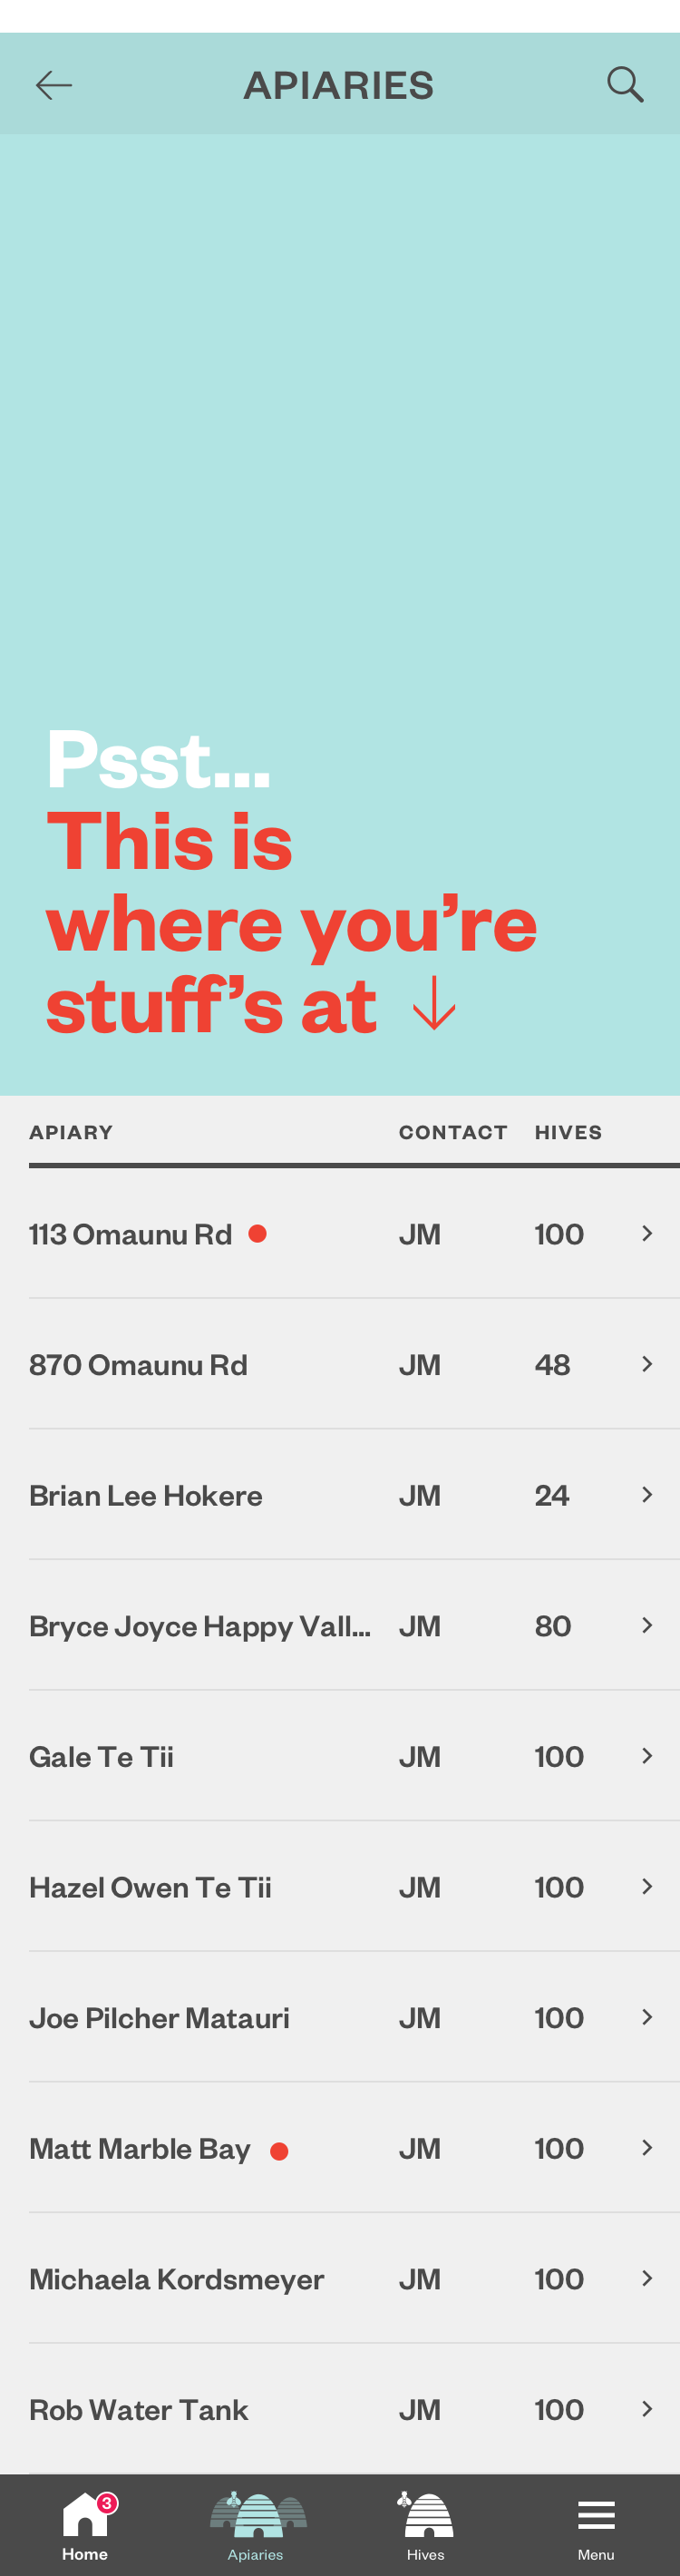 APIARIES
Psst...
This is
where you’re
stuff’s at
APIARY CONTACT HIVES
113 Omaunu Rd JM 100
870 Omaunu Rd JM 48
Brian Lee Hokere JM 24
Bryce Joyce Happy Vall... JM 80
Gale Te Tii JM 100
Hazel Owen Te Tii JM 100
Joe Pilcher Matauri JM 100
Matt Marble Bay JM 100
Michaela Kordsmeyer JM 100
Rob Water Tank JM 100
3
Home Apiaries Hives Menu